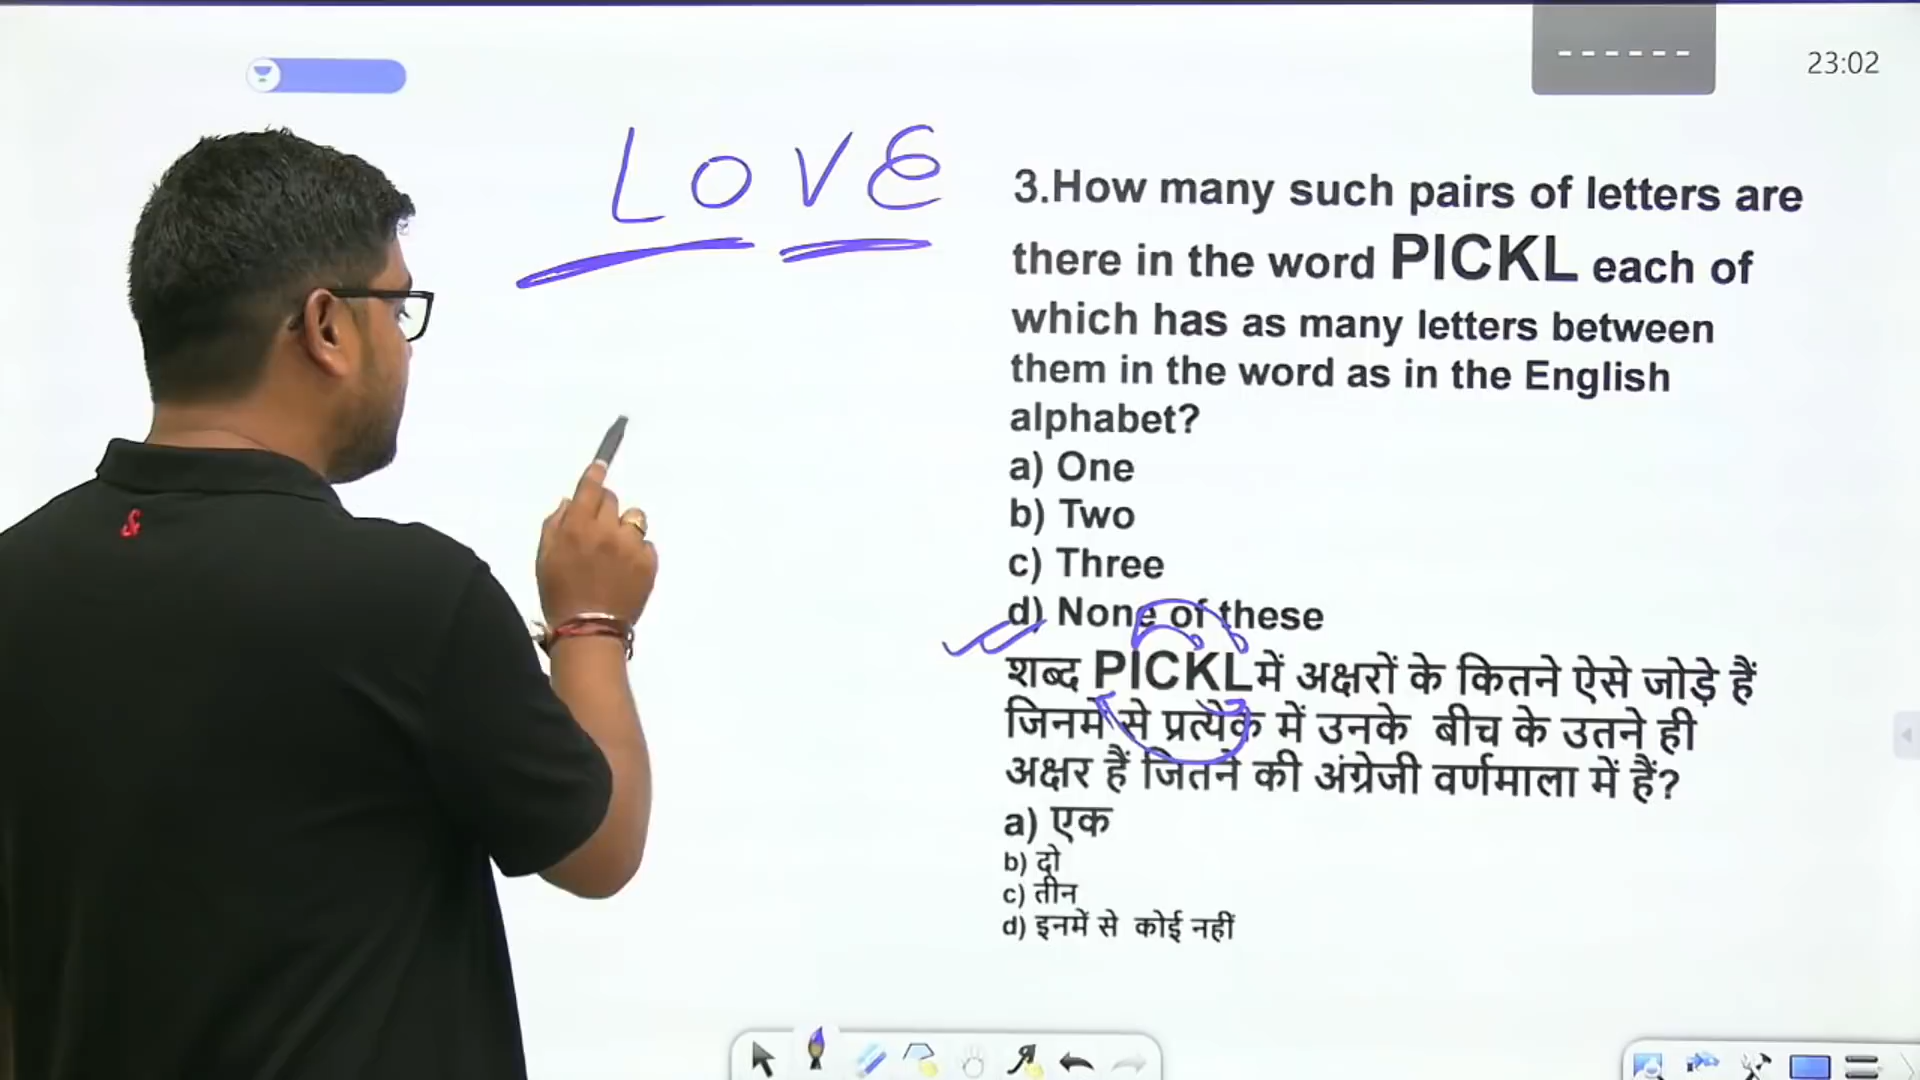 23:02
LOVE
3.How many such pairs of letters are
there in the word PICKL each of
which has as many letters between
them in the word as in the English
alphabet?
a) One
b) Two
c) Three
d) None of these
शब्द PICKLमें अक्षरों के कितने ऐसे जोड़े हैं
जिनमें से प्रत्येक में उनके बीच के उतने ही
अक्षर हैं जितने की अंग्रेजी वर्णमाला में हैं?
a) एक
b) दो
c) तीन
d) इनमें से कोई नहीं